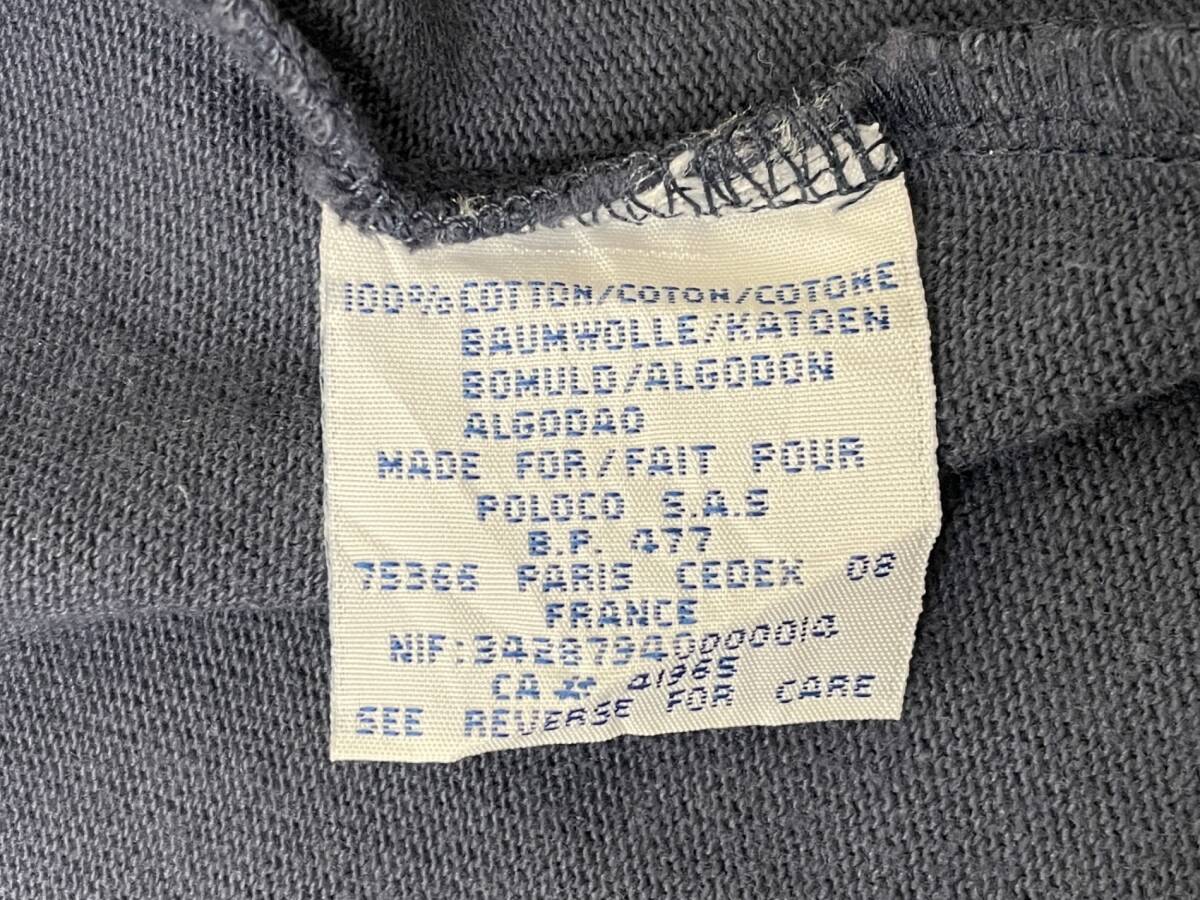 100% COTTON/COTON/COTONE
BAUMWOLLE/KATOEN
BOMULD/ALGODON
ALGODAO
MADE FOR/FAIT POUR
POLOCO S.A.S
B.P. 477
75366 PARIS CEDEX 08
FRANCE
NIF:34287940000014
CA 41965
SEE REVERSE FOR CARE